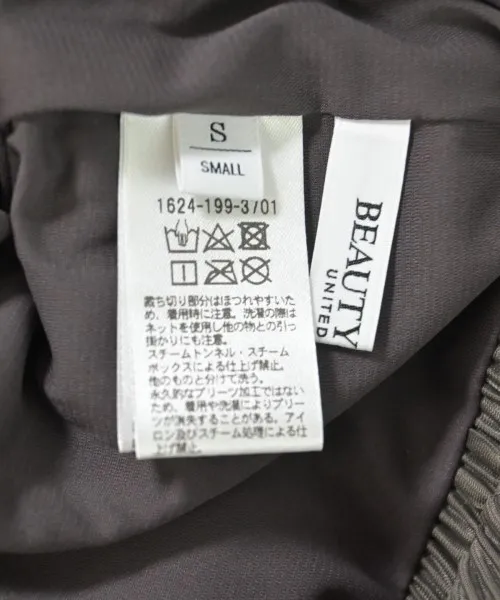 S
SMALL
1624-199-3/01
裁ち切り部分はほつれやすいた
め、着用時に注意。洗濯の際は
ネットを使用し他の物との引っ
掛かりにも注意。
スチームトンネル・スチーム
ボックスによる仕上げ禁止。
他のものと分けて洗う。
永久的なプリーツ加工ではない
ため、着用や洗濯によりプリー
ツが消失することがある。アイ
ロン及びスチーム処理による仕
上げ禁止。
BEAUTY
UNITED